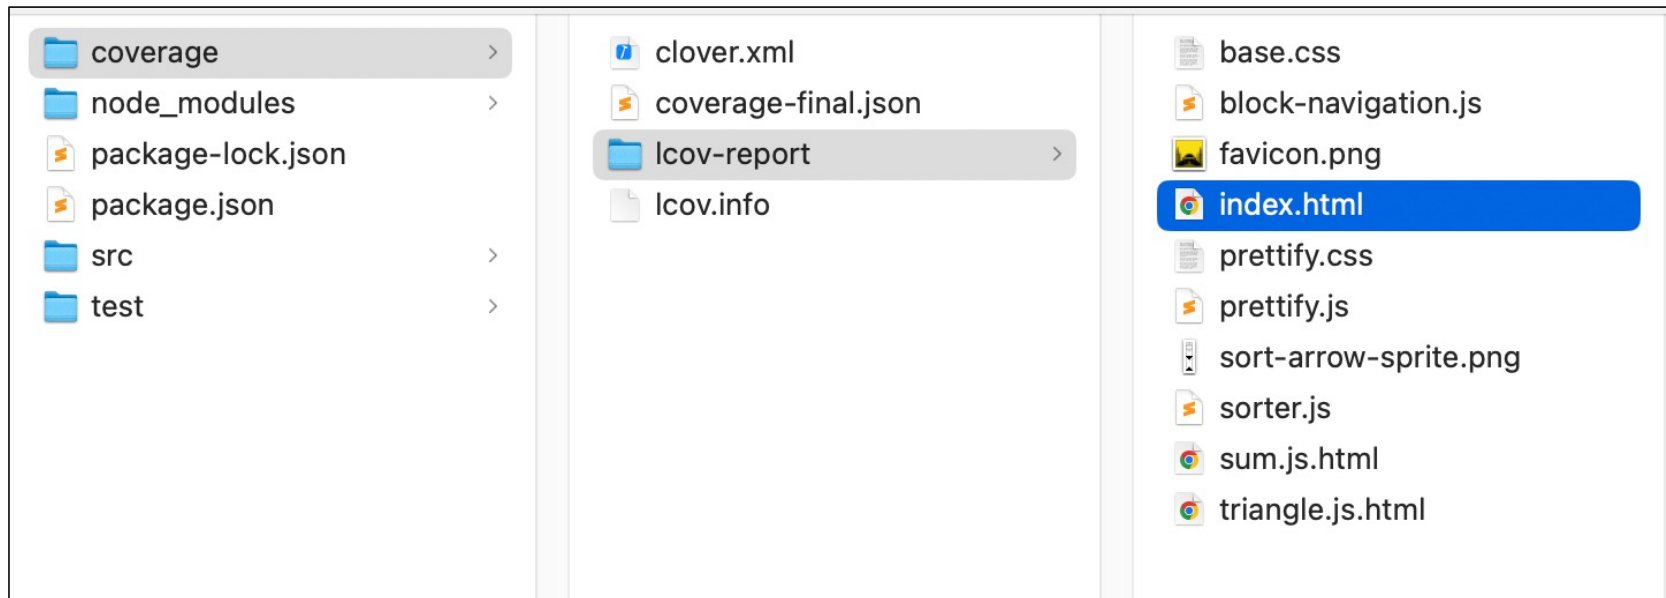 coverage
node_modules
package-lock.json
package.json
src
test
clover.xml
coverage-final.json
lcov-report
lcov.info
base.css
block-navigation.js
favicon.png
index.html
prettify.css
prettify.js
sort-arrow-sprite.png
sorter.js
sum.js.html
triangle.js.html